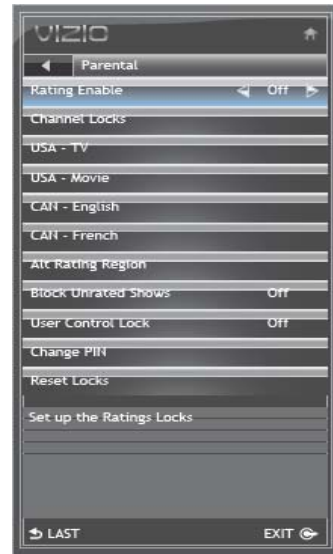 VIZIO
Parental
Rating Enable Off
Channel Locks
USA - TV
USA - Movie
CAN - English
CAN - French
Alt Rating Region
Block Unrated Shows Off
User Control Lock Off
Change PIN
Reset Locks
Set up the Ratings Locks
LAST EXIT